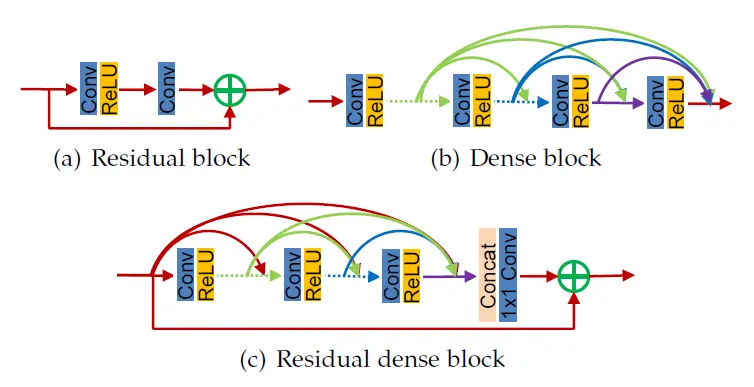 Conv
ReLU
Conv
(a) Residual block
Conv
ReLU
Conv
ReLU
Conv
ReLU
Conv
ReLU
(b) Dense block
Conv
ReLU
Conv
ReLU
Conv
ReLU
Concat
1x1 Conv
(c) Residual dense block